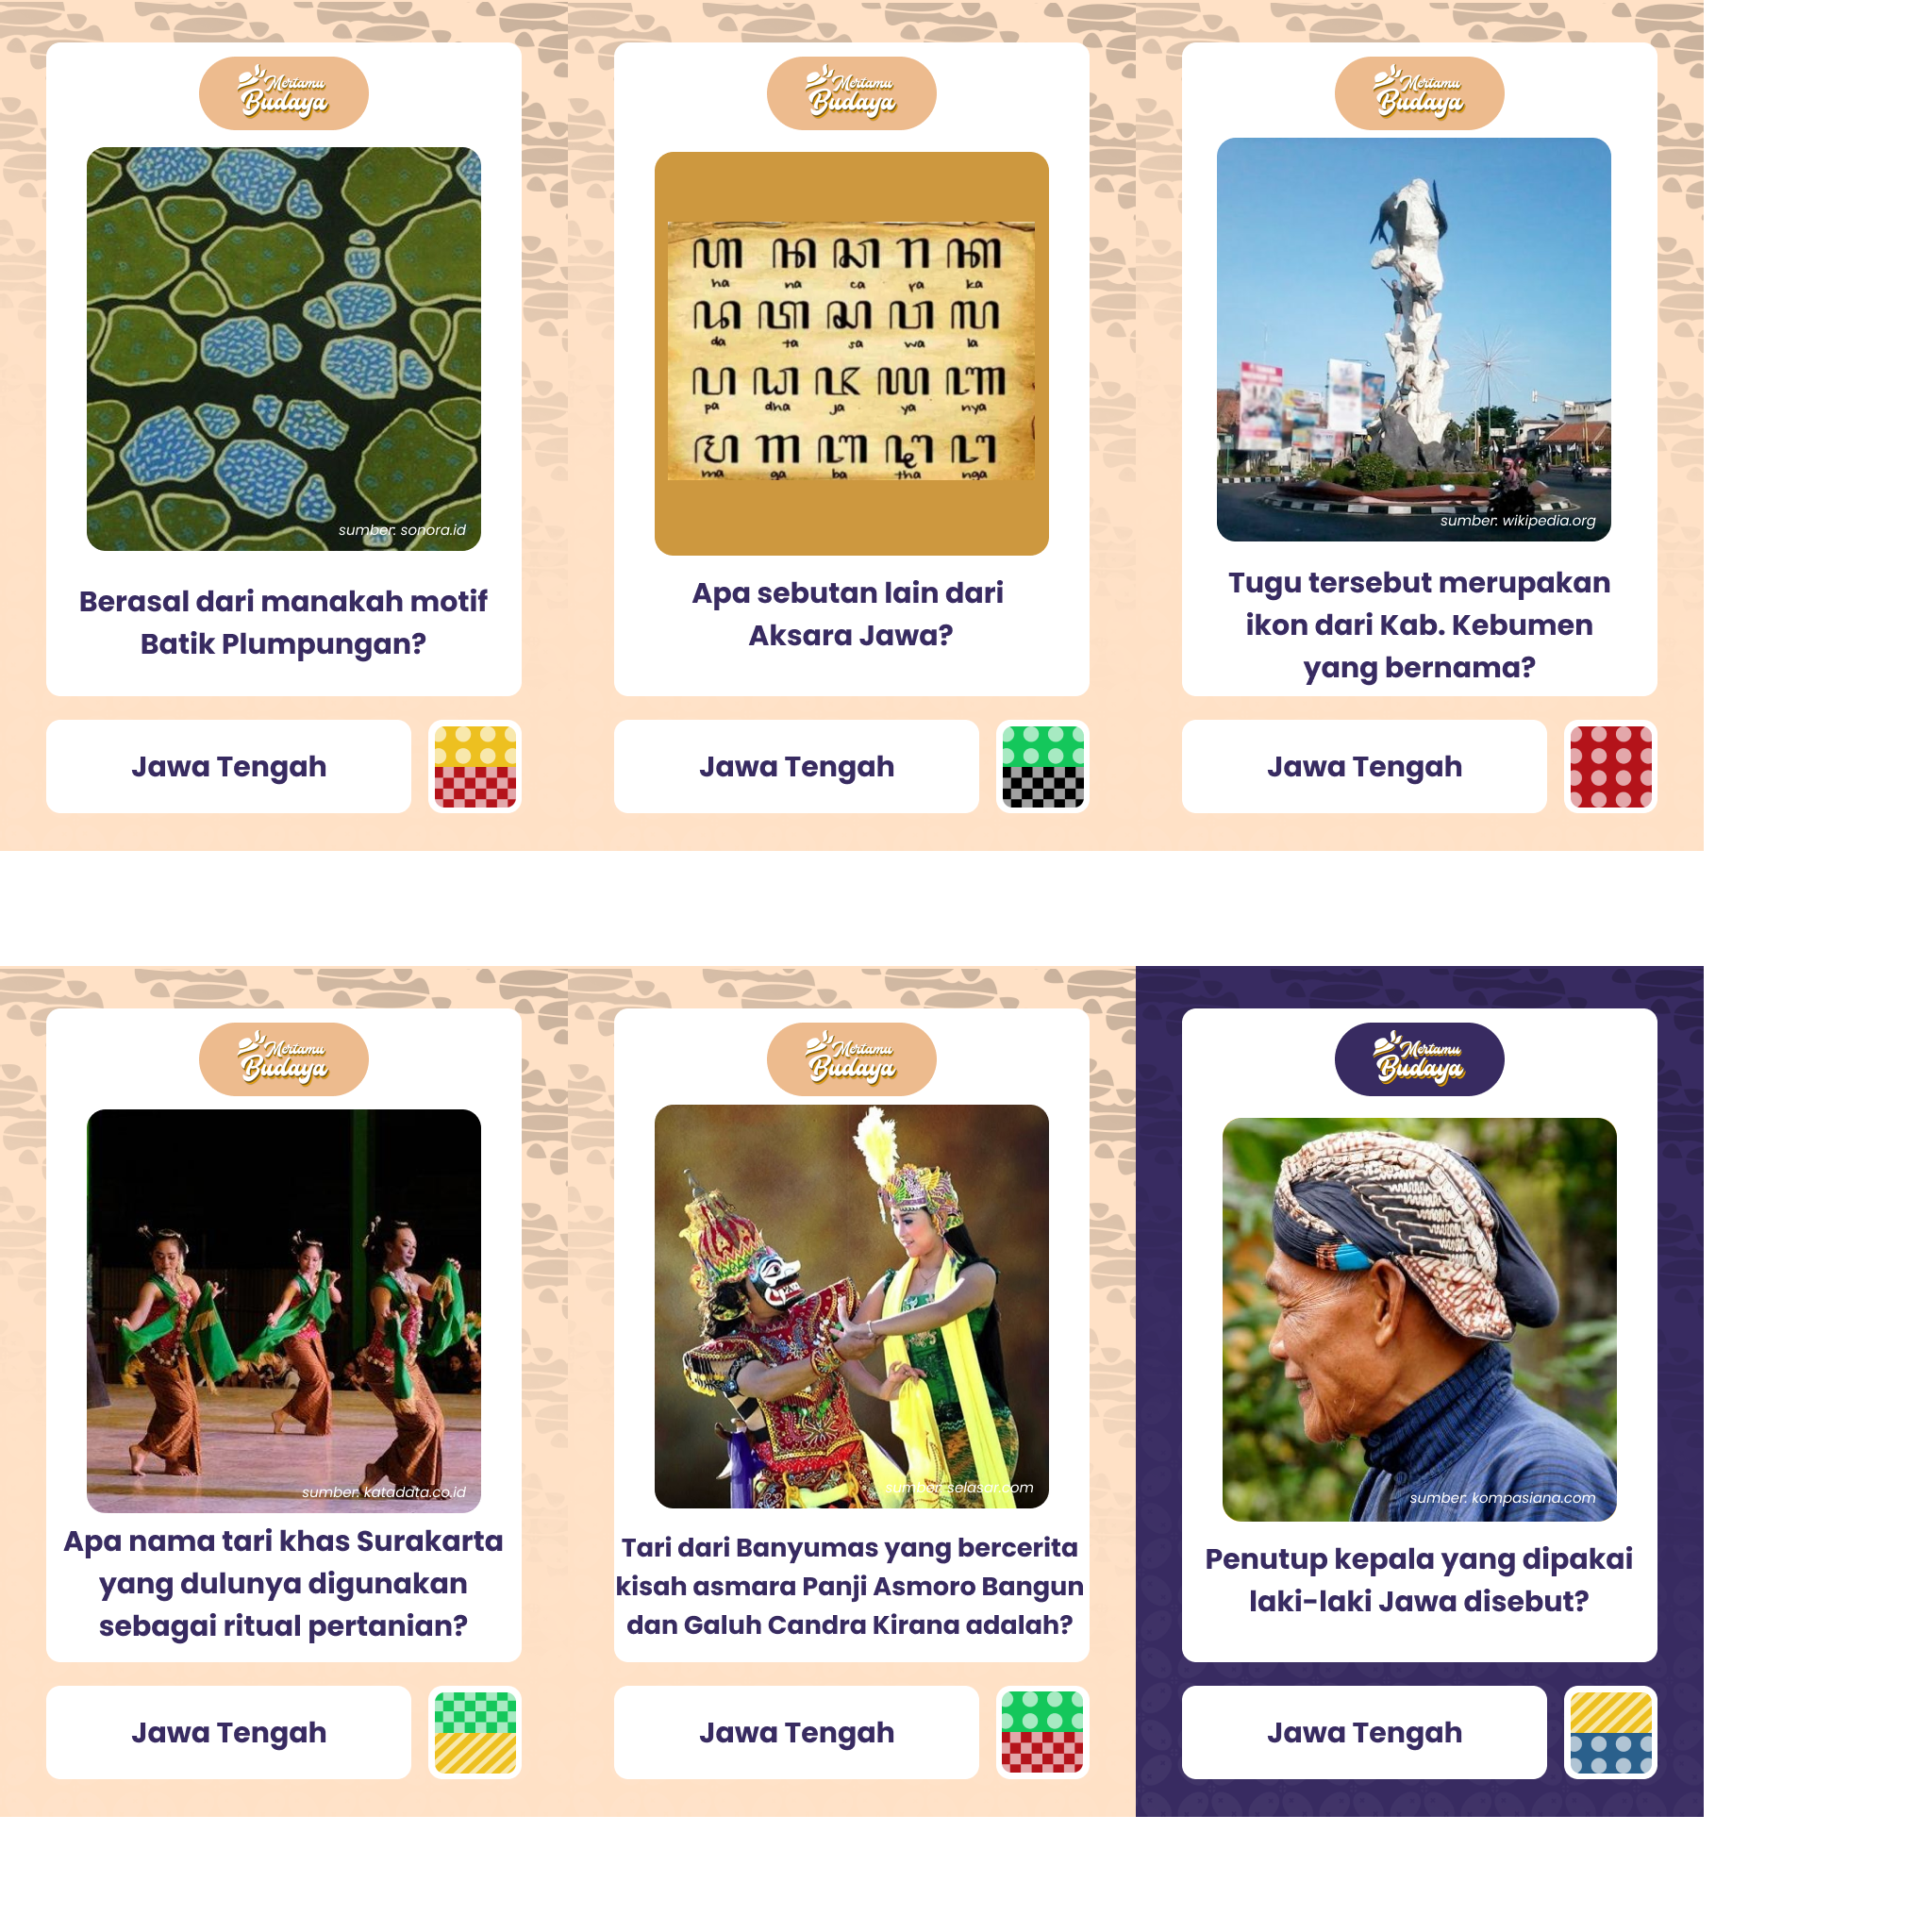 Mertamu
Budaya
sumber: sonora.id
Berasal dari manakah motif
Batik Plumpungan?
Jawa Tengah
Mertamu
Budaya
ꦲ ꦤ ꦕ ꦫ ꦏ
ha na ca ra ka
ꦢ ꦠ ꦱ ꦮ ꦭ
da ta sa wa la
ꦥ ꦝ ꦗ ꦪ ꦚ
pa dha ja ya nya
ꦩ ꦒ ꦧ ꦛ ꦔ
ma ga ba tha nga
Apa sebutan lain dari
Aksara Jawa?
Jawa Tengah
Mertamu
Budaya
sumber: wikipedia.org
Tugu tersebut merupakan
ikon dari Kab. Kebumen
yang bernama?
Jawa Tengah
Mertamu
Budaya
sumber: katadata.co.id
Apa nama tari khas Surakarta
yang dulunya digunakan
sebagai ritual pertanian?
Jawa Tengah
Mertamu
Budaya
sumber: selasar.com
Tari dari Banyumas yang bercerita
kisah asmara Panji Asmoro Bangun
dan Galuh Candra Kirana adalah?
Jawa Tengah
Mertamu
Budaya
sumber: kompasiana.com
Penutup kepala yang dipakai
laki-laki Jawa disebut?
Jawa Tengah